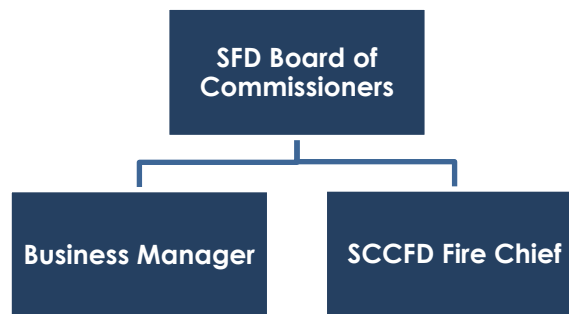 SFD Board of
Commissioners
Business Manager
SCCFD Fire Chief